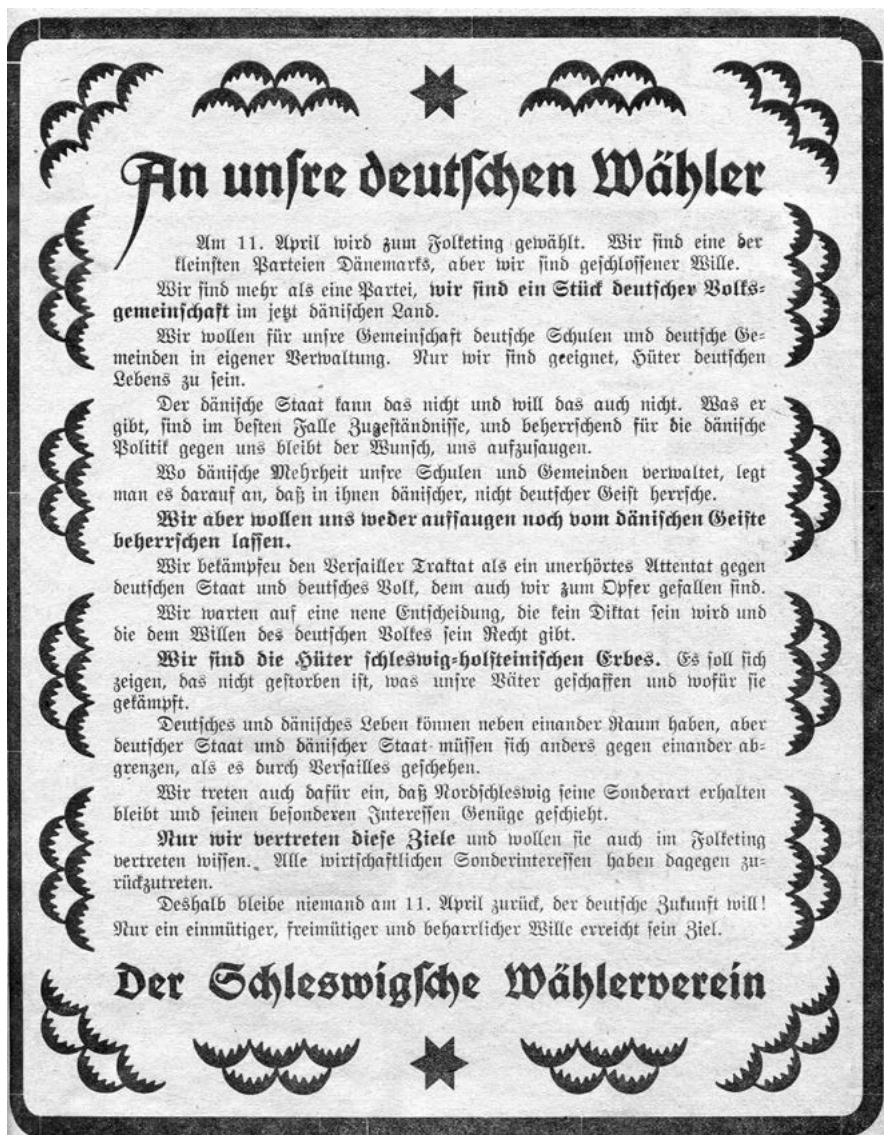 An unsre deutschen Wähler
Am 11. April wird zum Folketing gewählt. Wir sind eine der
kleinsten Parteien Dänemarks, aber wir sind geschlossener Wille.
Wir sind mehr als eine Partei, wir sind ein Stück deutscher Volks=
gemeinschaft im jetzt dänischen Land.
Wir wollen für unsre Gemeinschaft deutsche Schulen und deutsche Ge=
meinden in eigener Verwaltung. Nur wir sind geeignet, Hüter deutschen
Lebens zu sein.
Der dänische Staat kann das nicht und will das auch nicht. Was er
gibt, sind im besten Falle Zugeständnisse, und beherrschend für die dänische
Politik gegen uns bleibt der Wunsch, uns aufzusaugen.
Wo dänische Mehrheit unsre Schulen und Gemeinden verwaltet, legt
man es darauf an, daß in ihnen dänischer, nicht deutscher Geist herrsche.
Wir aber wollen uns weder aufsaugen noch vom dänischen Geiste
beherrschen lassen.
Wir bekämpfeu den Versailler Traktat als ein unerhörtes Attentat gegen
deutschen Staat und deutsches Volk, dem auch wir zum Opfer gefallen sind.
Wir warten auf eine nene Entscheidung, die kein Diktat sein wird und
die dem Willen des deutschen Volkes sein Recht gibt.
Wir sind die Hüter schleswig=holsteinischen Erbes. Es soll sich
zeigen, das nicht gestorben ist, was unsre Väter geschaffen und wofür sie
gekämpft.
Deutsches und dänisches Leben können neben einander Raum haben, aber
deutscher Staat und dänischer Staat müssen sich anders gegen einander ab=
grenzen, als es durch Versailles geschehen.
Wir treten auch dafür ein, daß Nordschleswig seine Sonderart erhalten
bleibt und seinen besonderen Interessen Genüge geschieht.
Nur wir vertreten diese Ziele und wollen sie auch im Folketing
vertreten wissen. Alle wirtschaftlichen Sonderinteressen haben dagegen zu=
rückzutreten.
Deshalb bleibe niemand am 11. April zurück, der deutsche Zukunft will!
Nur ein einmütiger, freimütiger und beharrlicher Wille erreicht sein Ziel.
Der Schleswigsche Wählerverein